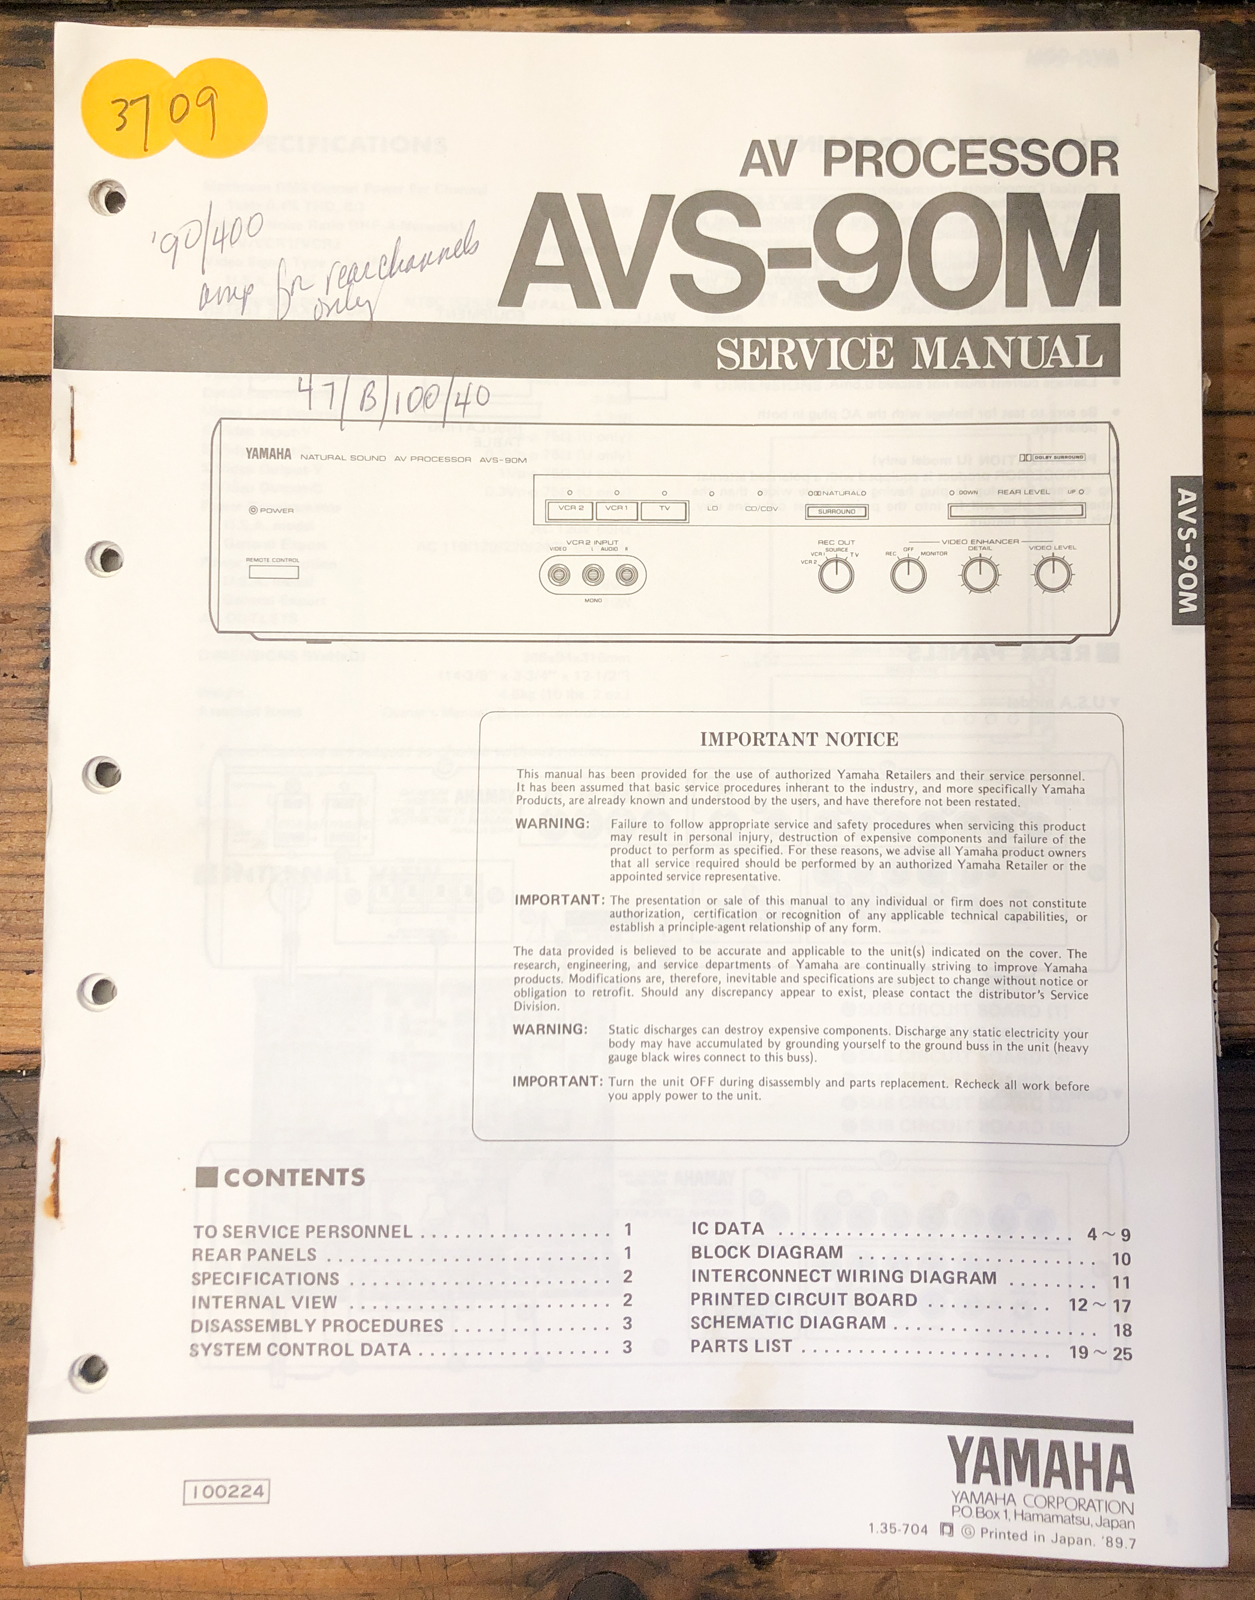 3709
AV PROCESSOR
AVS-90M
'90/400
amp for rear channels
only
SERVICE MANUAL
47/B/100/40
YAMAHA NATURAL SOUND AV PROCESSOR AVS-90M
DOLBY SURROUND
NATURAL
DOWN REAR LEVEL UP
POWER
VCR 2 VCR 1 TV LD CD/CDV SURROUND
VCR 2 INPUT
VIDEO L AUDIO R
MONO
REMOTE CONTROL
REC OUT
SOURCE
VCR 1 TV
VCR 2
VIDEO ENHANCER
OFF
REC MONITOR
DETAIL
VIDEO LEVEL
AVS-90M
IMPORTANT NOTICE
This manual has been provided for the use of authorized Yamaha Retailers and their service personnel.
It has been assumed that basic service procedures inherant to the industry, and more specifically Yamaha
Products, are already known and understood by the users, and have therefore not been restated.
WARNING: Failure to follow appropriate service and safety procedures when servicing this product
may result in personal injury, destruction of expensive components and failure of the
product to perform as specified. For these reasons, we advise all Yamaha product owners
that all service required should be performed by an authorized Yamaha Retailer or the
appointed service representative.
IMPORTANT: The presentation or sale of this manual to any individual or firm does not constitute
authorization, certification or recognition of any applicable technical capabilities, or
establish a principle-agent relationship of any form.
The data provided is believed to be accurate and applicable to the unit(s) indicated on the cover. The
research, engineering, and service departments of Yamaha are continually striving to improve Yamaha
products. Modifications are, therefore, inevitable and specifications are subject to change without notice or
obligation to retrofit. Should any discrepancy appear to exist, please contact the distributor's Service
Division.
WARNING: Static discharges can destroy expensive components. Discharge any static electricity your
body may have accumulated by grounding yourself to the ground buss in the unit (heavy
gauge black wires connect to this buss).
IMPORTANT: Turn the unit OFF during disassembly and parts replacement. Recheck all work before
you apply power to the unit.
■ CONTENTS
TO SERVICE PERSONNEL ................ 1
REAR PANELS ........................ 1
SPECIFICATIONS ...................... 2
INTERNAL VIEW ...................... 2
DISASSEMBLY PROCEDURES ............. 3
SYSTEM CONTROL DATA ................ 3
IC DATA .......................... 4 ~ 9
BLOCK DIAGRAM ..................... 10
INTERCONNECT WIRING DIAGRAM ........ 11
PRINTED CIRCUIT BOARD ........... 12 ~ 17
SCHEMATIC DIAGRAM .................. 18
PARTS LIST ...................... 19 ~ 25
YAMAHA
YAMAHA CORPORATION
P.O.Box 1, Hamamatsu, Japan
100224
1.35-704 Ⓖ Printed in Japan. '89.7